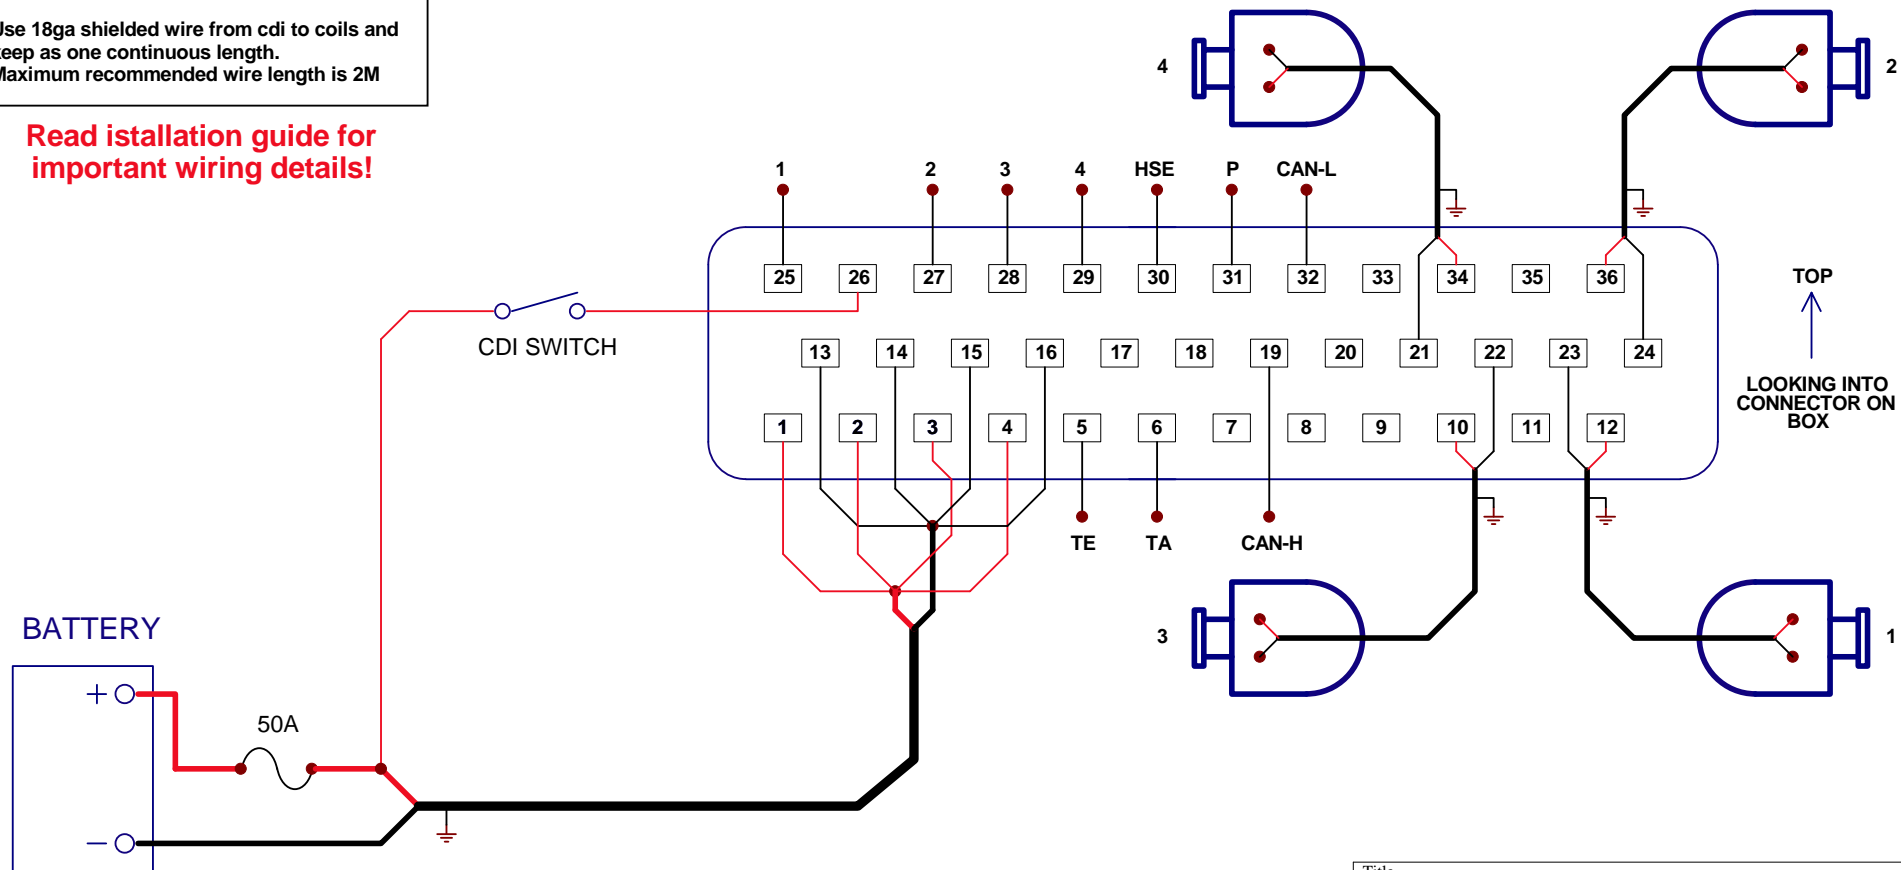 Use 18ga shielded wire from cdi to coils and
keep as one continuous length.
Maximum recommended wire length is 2M
Read istallation guide for
important wiring details!
4
2
1 2 3 4 HSE P CAN-L
25 26 27 28 29 30 31 32 33 34 35 36
TOP
CDI SWITCH
13 14 15 16 17 18 19 20 21 22 23 24
LOOKING INTO
CONNECTOR ON
BOX
1 2 3 4 5 6 7 8 9 10 11 12
TE TA CAN-H
BATTERY
3
1
+
50A
−
Title